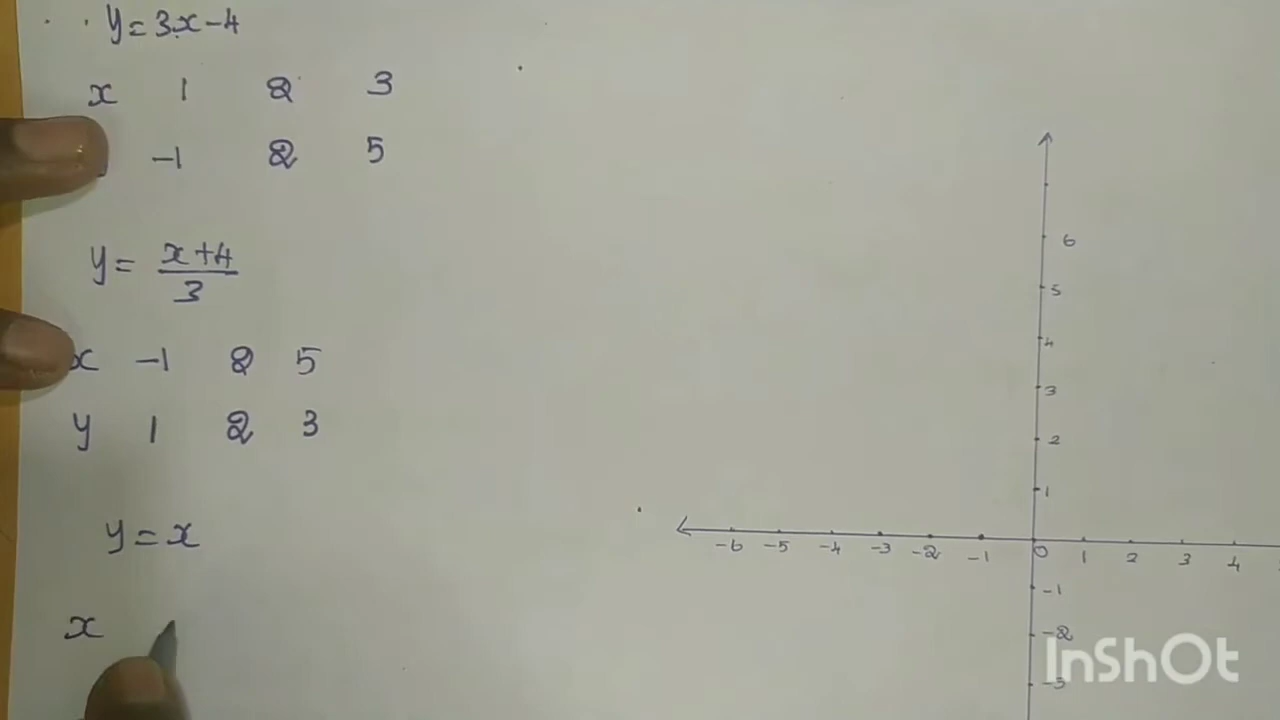 y = 3x - 4
x 1 2 3
-1 2 5
y = x + 4 / 3
x -1 2 5
y 1 2 3
y = x
x
6
5
4
3
2
1
-6 -5 -4 -3 -2 -1 0 1 2 3 4
-1
-2
-3
InShOt